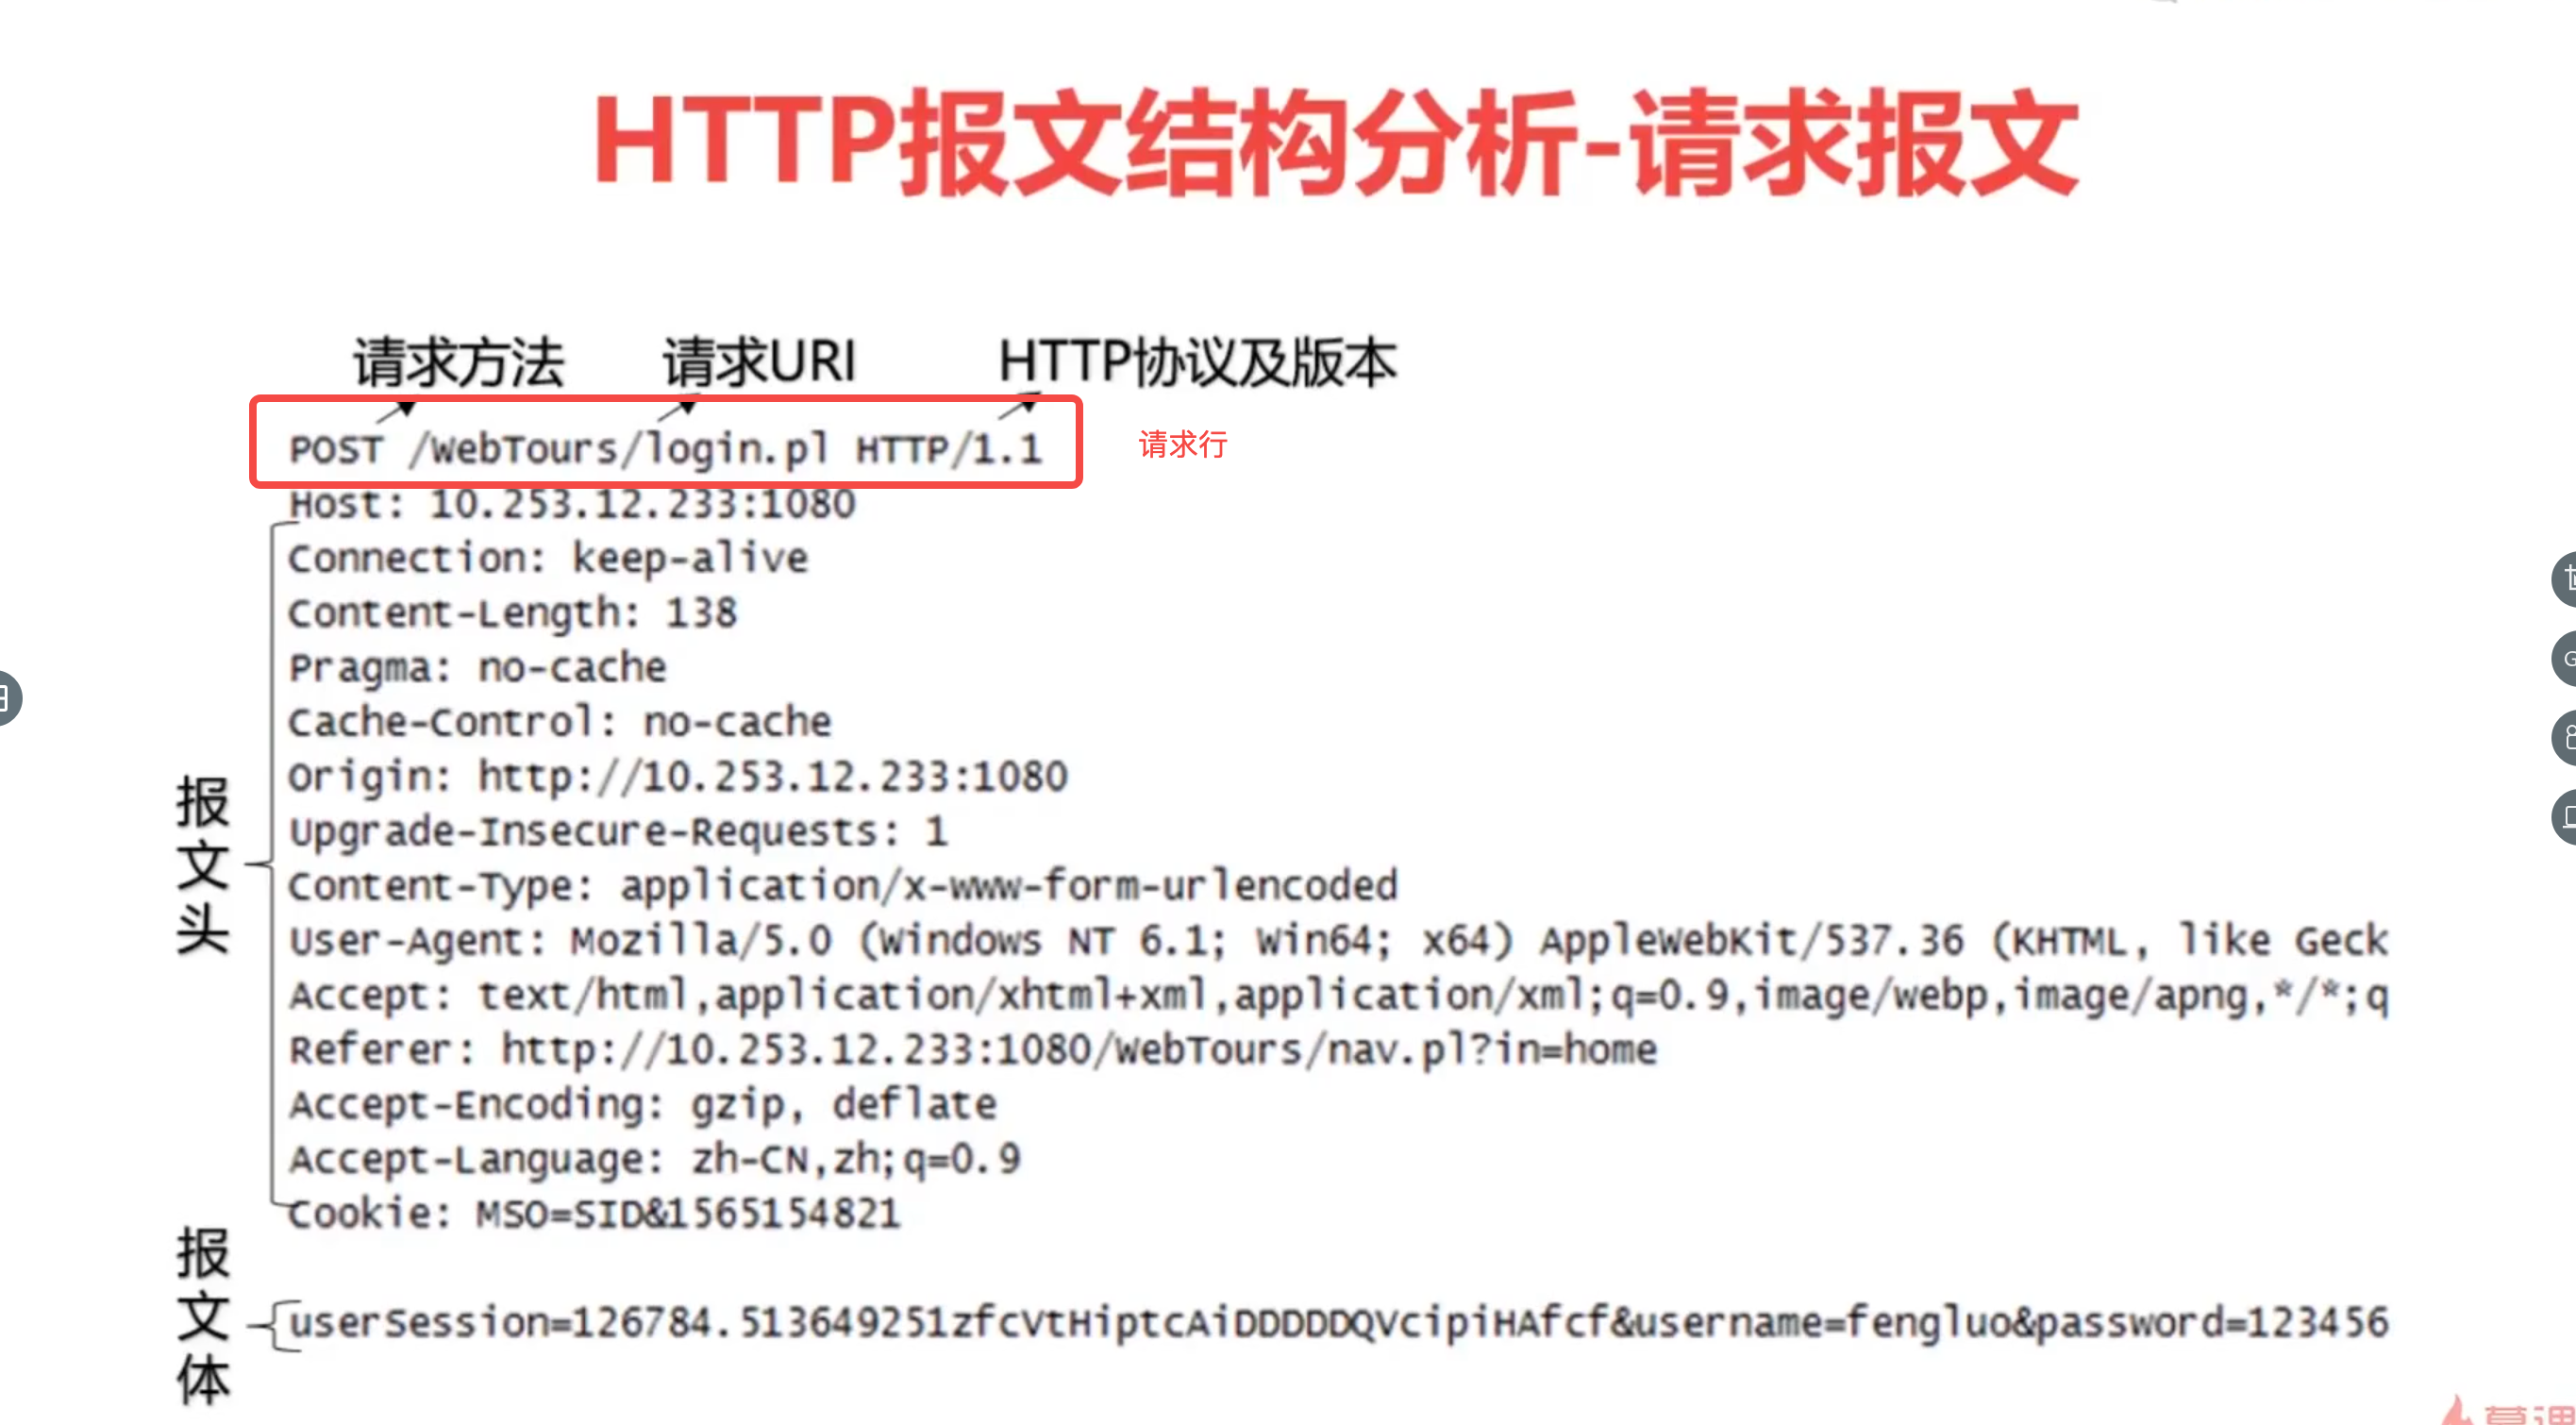 HTTP报文结构分析-请求报文
请求方法 请求URI HTTP协议及版本
POST /WebTours/login.pl HTTP/1.1 请求行
Host: 10.253.12.233:1080
Connection: keep-alive
Content-Length: 138
Pragma: no-cache
Cache-Control: no-cache
Origin: http://10.253.12.233:1080
Upgrade-Insecure-Requests: 1
Content-Type: application/x-www-form-urlencoded
User-Agent: Mozilla/5.0 (Windows NT 6.1; Win64; x64) AppleWebKit/537.36 (KHTML, like Geck
Accept: text/html,application/xhtml+xml,application/xml;q=0.9,image/webp,image/apng,*/*;q
Referer: http://10.253.12.233:1080/WebTours/nav.pl?in=home
Accept-Encoding: gzip, deflate
Accept-Language: zh-CN,zh;q=0.9
Cookie: MSO=SID&1565154821
报文头
userSession=126784.513649251zfcVtHiptcAiDDDDDQVcipiHAfcf&username=fengluo&password=123456
报文体